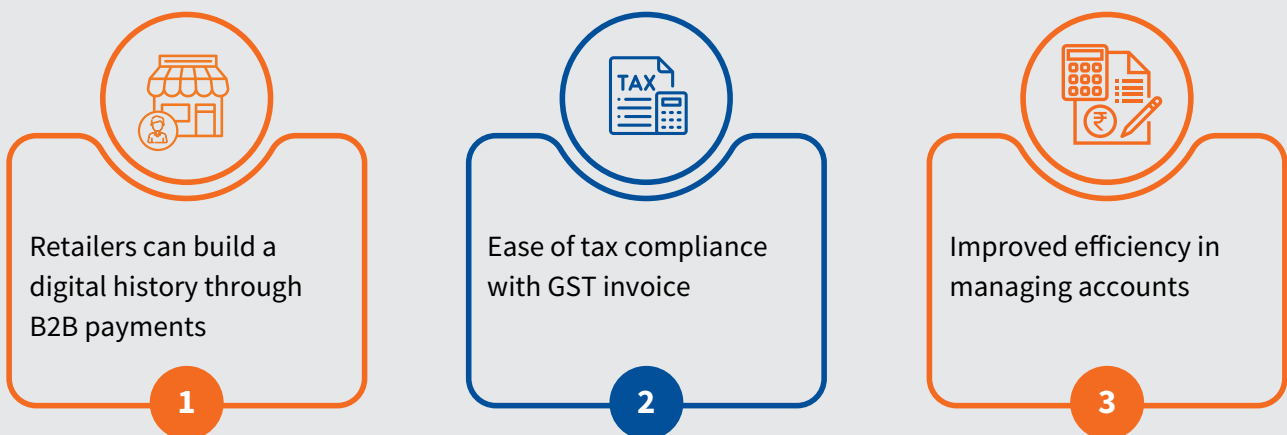 TAX
₹
Retailers can build a
digital history through
B2B payments
1
Ease of tax compliance
with GST invoice
2
Improved efficiency in
managing accounts
3